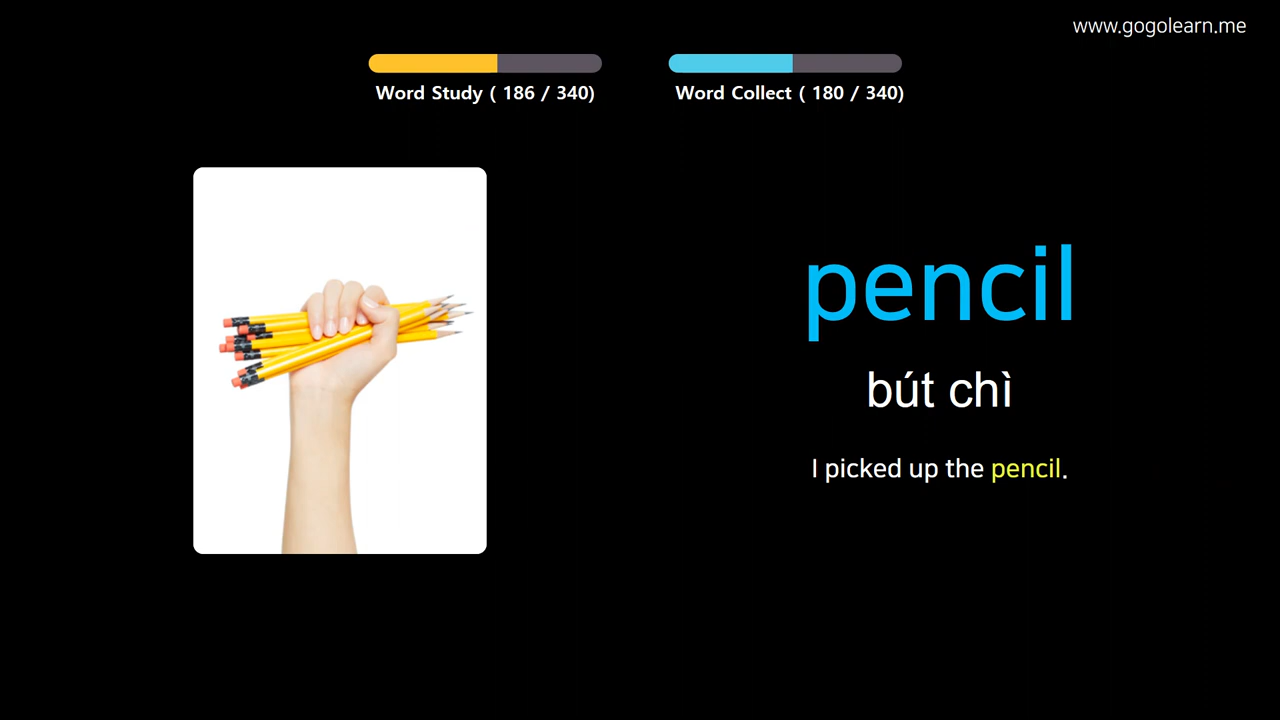 www.gogolearn.me
Word Study ( 186 / 340)
Word Collect ( 180 / 340)
pencil
bút chì
I picked up the pencil.